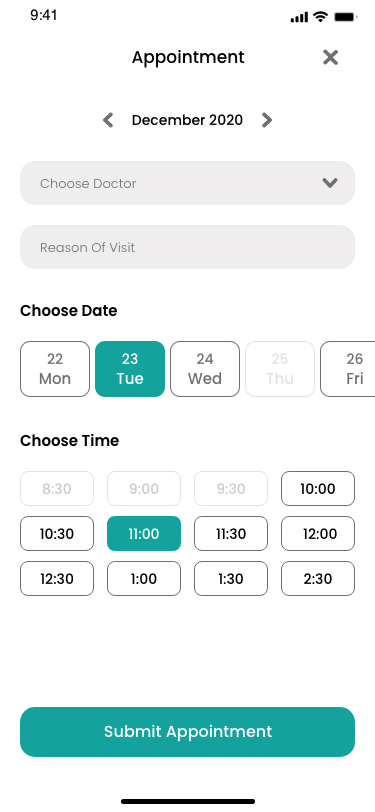 9:41
Appointment
December 2020
Choose Doctor
Reason Of Visit
Choose Date
22 23 24 25 26
Mon Tue Wed Thu Fri
Choose Time
8:30 9:00 9:30 10:00
10:30 11:00 11:30 12:00
12:30 1:00 1:30 2:30
Submit Appointment